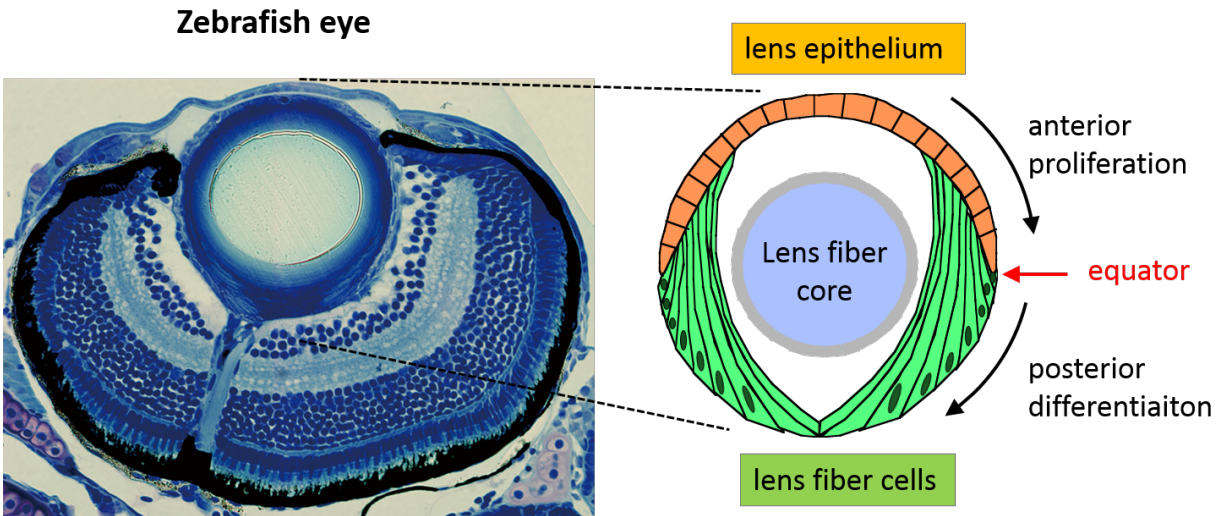 Zebrafish eye
lens epithelium
anterior
proliferation
Lens fiber
core
equator
posterior
differentiaiton
lens fiber cells